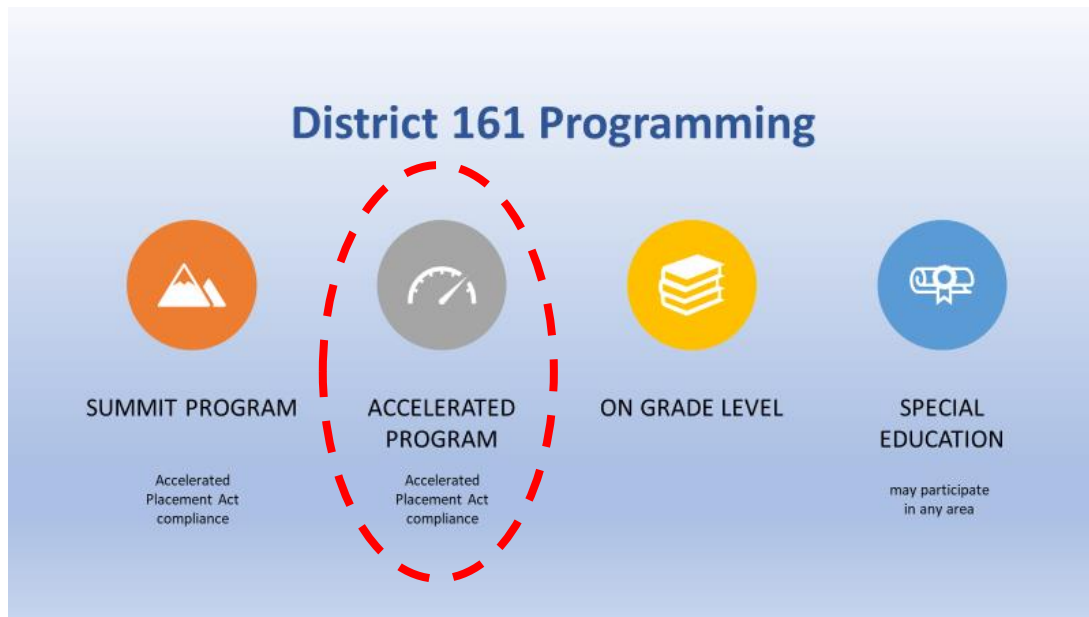 District 161 Programming
SUMMIT PROGRAM
Accelerated
Placement Act
compliance
ACCELERATED
PROGRAM
Accelerated
Placement Act
compliance
ON GRADE LEVEL
SPECIAL
EDUCATION
may participate
in any area